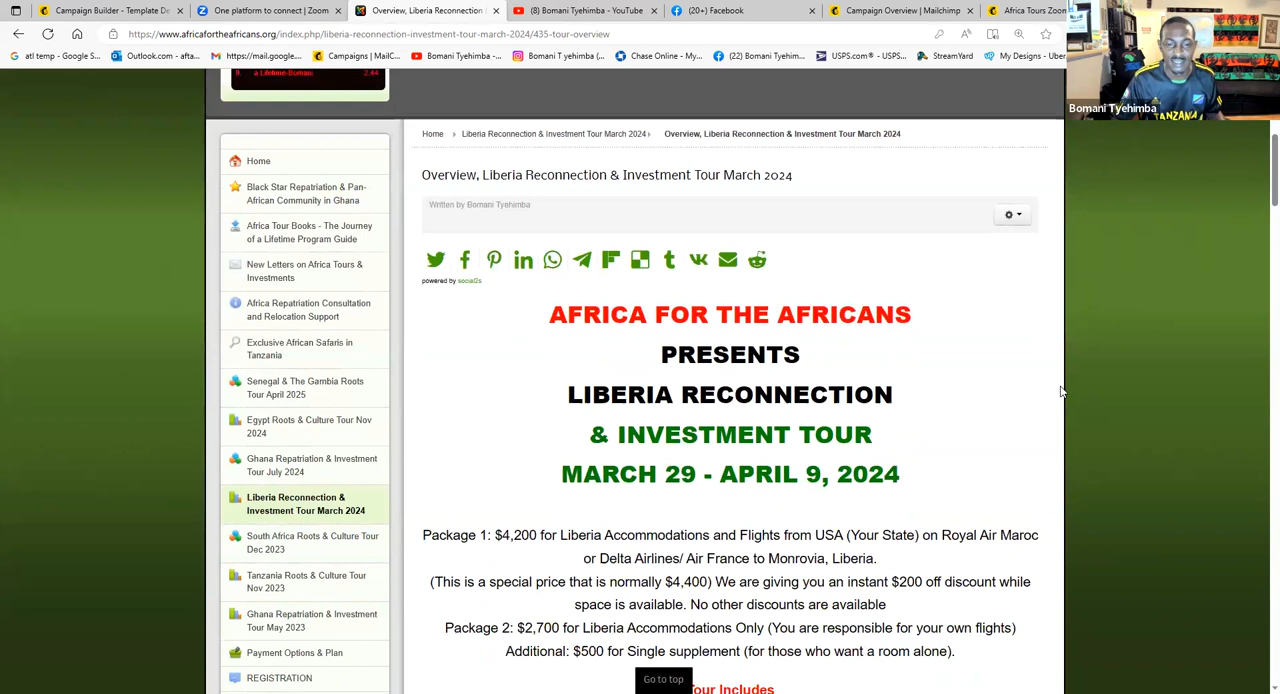 Campaign Builder - Template De
One platform to connect | Zoom
Overview, Liberia Reconnection
(8) Bomani Tyehimba - YouTube
(20+) Facebook
Campaign Overview | Mailchimp
Africa Tours Zoom
https://www.africafortheafricans.org/index.php/liberia-reconnection-investment-tour-march-2024/435-tour-overview
atl temp - Google S...
Outlook.com - afta...
https://mail.google...
Campaigns | MailC...
Bomani Tyehimba -...
Bomani T yehimba (...
Chase Online - My...
(22) Bomani Tyehim...
USPS.com® - USPS...
StreamYard
My Designs - Uber
Bomani Tyehimba
TANZANIA
a Lifetime-Bomani
2.44
Home
Liberia Reconnection & Investment Tour March 2024
Overview, Liberia Reconnection & Investment Tour March 2024
Home
Black Star Repatriation & Pan-
African Community in Ghana
Africa Tour Books - The Journey
of a Lifetime Program Guide
New Letters on Africa Tours &
Investments
Africa Repatriation Consultation
and Relocation Support
Exclusive African Safaris in
Tanzania
Senegal & The Gambia Roots
Tour April 2025
Egypt Roots & Culture Tour Nov
2024
Ghana Repatriation & Investment
Tour July 2024
Liberia Reconnection &
Investment Tour March 2024
South Africa Roots & Culture Tour
Dec 2023
Tanzania Roots & Culture Tour
Nov 2023
Ghana Repatriation & Investment
Tour May 2023
Payment Options & Plan
REGISTRATION
Overview, Liberia Reconnection & Investment Tour March 2024
Written by Bomani Tyehimba
powered by social2s
AFRICA FOR THE AFRICANS
PRESENTS
LIBERIA RECONNECTION
& INVESTMENT TOUR
MARCH 29 - APRIL 9, 2024
Package 1: $4,200 for Liberia Accommodations and Flights from USA (Your State) on Royal Air Maroc
or Delta Airlines/ Air France to Monrovia, Liberia.
(This is a special price that is normally $4,400) We are giving you an instant $200 off discount while
space is available. No other discounts are available
Package 2: $2,700 for Liberia Accommodations Only (You are responsible for your own flights)
Additional: $500 for Single supplement (for those who want a room alone).
Go to top
Tour Includes